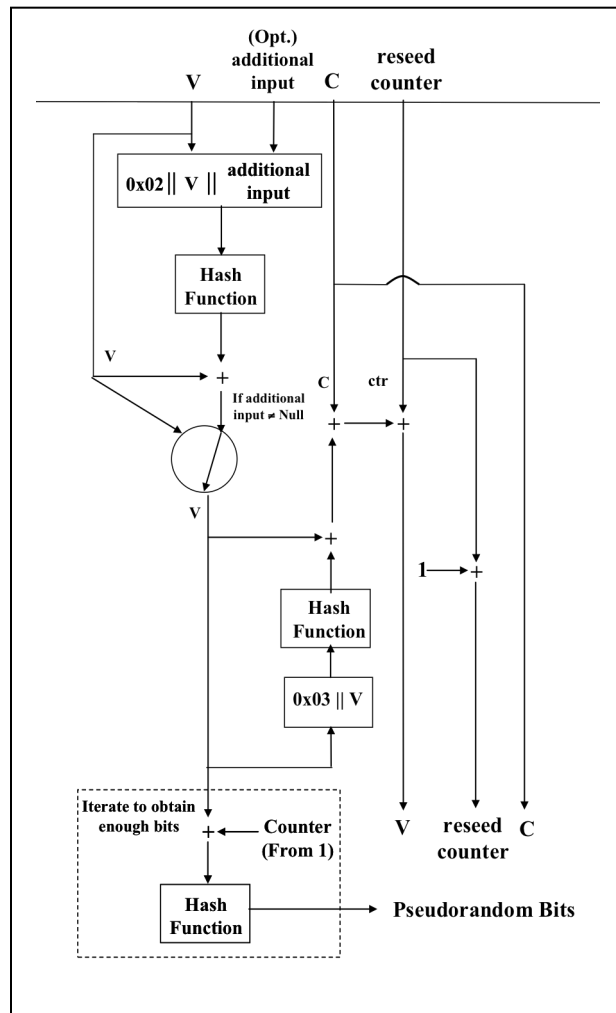 (Opt.)
additional
input
V
C
reseed
counter
0x02 || V ||
additional
input
Hash
Function
V
+
If additional
input ≠ Null
C
ctr
+
+
V
+
1
+
Hash
Function
0x03 || V
Iterate to obtain
enough bits
+
Counter
(From 1)
V
reseed
counter
C
Hash
Function
Pseudorandom Bits